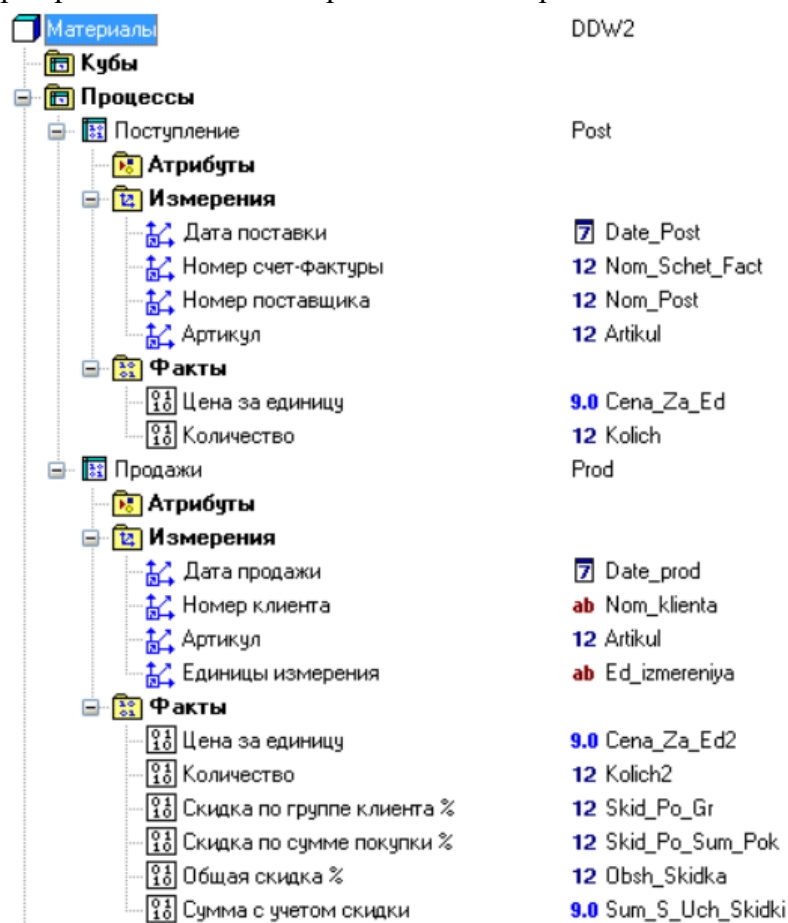 Материалы DDW2
Кубы
Процессы
Поступление Post
Атрибуты
Измерения
Дата поставки 7 Date_Post
Номер счет-фактуры 12 Nom_Schet_Fact
Номер поставщика 12 Nom_Post
Артикул 12 Artikul
Факты
Цена за единицу 9.0 Cena_Za_Ed
Количество 12 Kolich
Продажи Prod
Атрибуты
Измерения
Дата продажи 7 Date_prod
Номер клиента ab Nom_klienta
Артикул 12 Artikul
Единицы измерения ab Ed_izmereniya
Факты
Цена за единицу 9.0 Cena_Za_Ed2
Количество 12 Kolich2
Скидка по группе клиента % 12 Skid_Po_Gr
Скидка по сумме покупки % 12 Skid_Po_Sum_Pok
Общая скидка % 12 Obsh_Skidka
Сумма с учетом скидки 9.0 Sum_S_Uch_Skidki